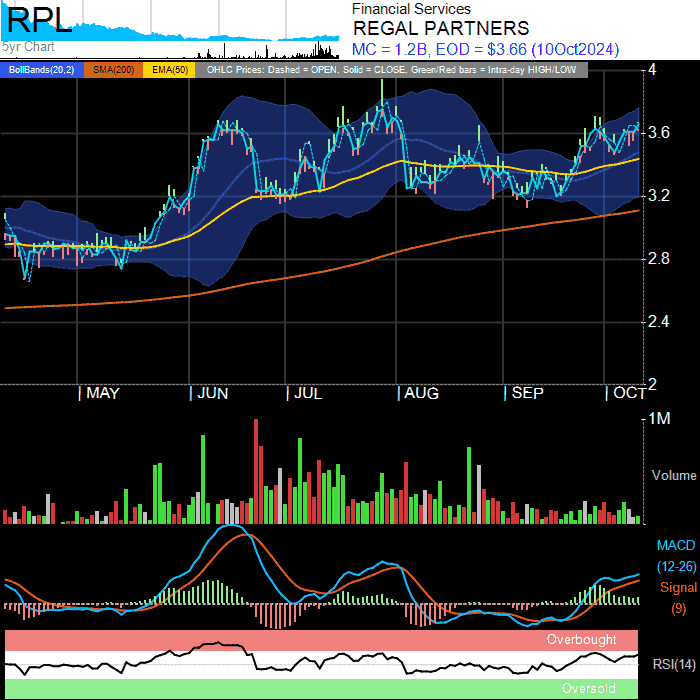 RPL
5yr Chart
Financial Services
REGAL PARTNERS
MC = 1.2B, EOD = $3.66 (10Oct2024)
BollBands(20,2) SMA(200) EMA(50) OHLC Prices: Dashed = OPEN, Solid = CLOSE, Green/Red bars = Intra-day HIGH/LOW
4
3.6
3.2
2.8
2.4
2
| MAY | JUN | JUL | AUG | SEP | OCT
1M
Volume
MACD
(12-26)
Signal
(9)
Overbought
RSI(14)
Oversold